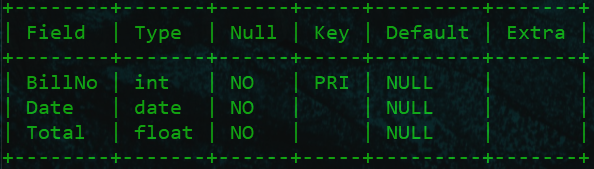 +--------+-------+------+-----+---------+-------+
| Field  | Type  | Null | Key | Default | Extra |
+--------+-------+------+-----+---------+-------+
| BillNo | int   | NO   | PRI | NULL    |       |
| Date   | date  | NO   |     | NULL    |       |
| Total  | float | NO   |     | NULL    |       |
+--------+-------+------+-----+---------+-------+